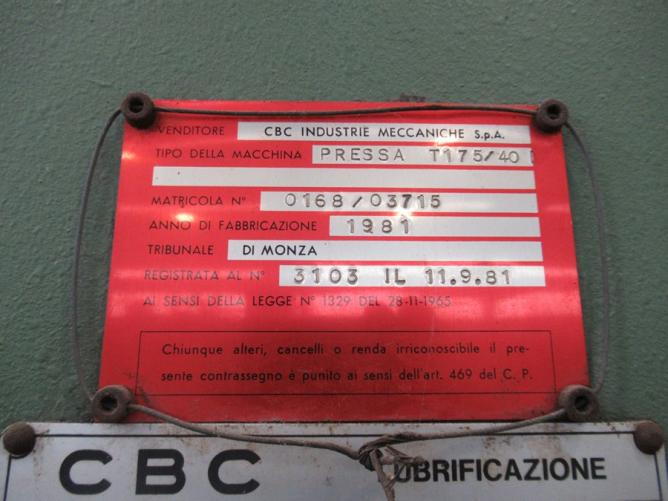 VENDITORE CBC INDUSTRIE MECCANICHE S.p.A.
TIPO DELLA MACCHINA PRESSA T175/40
MATRICOLA N° 0168/03715
ANNO DI FABBRICAZIONE 1981
TRIBUNALE DI MONZA
REGISTRATA AL N° 3103 IL 11.9.81
AI SENSI DELLA LEGGE N° 1329 DEL 28-11-1965
Chiunque alteri, cancelli o renda irriconoscibile il pre-
sente contrassegno è punito ai sensi dell'art. 469 del C. P.
CBC UBRIFICAZIONE